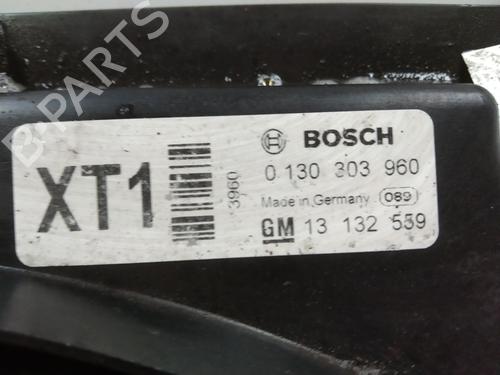 XT1
3960
BOSCH
0 130 303 960
Made in Germany 089
GM 13 132 559
B-PARTS